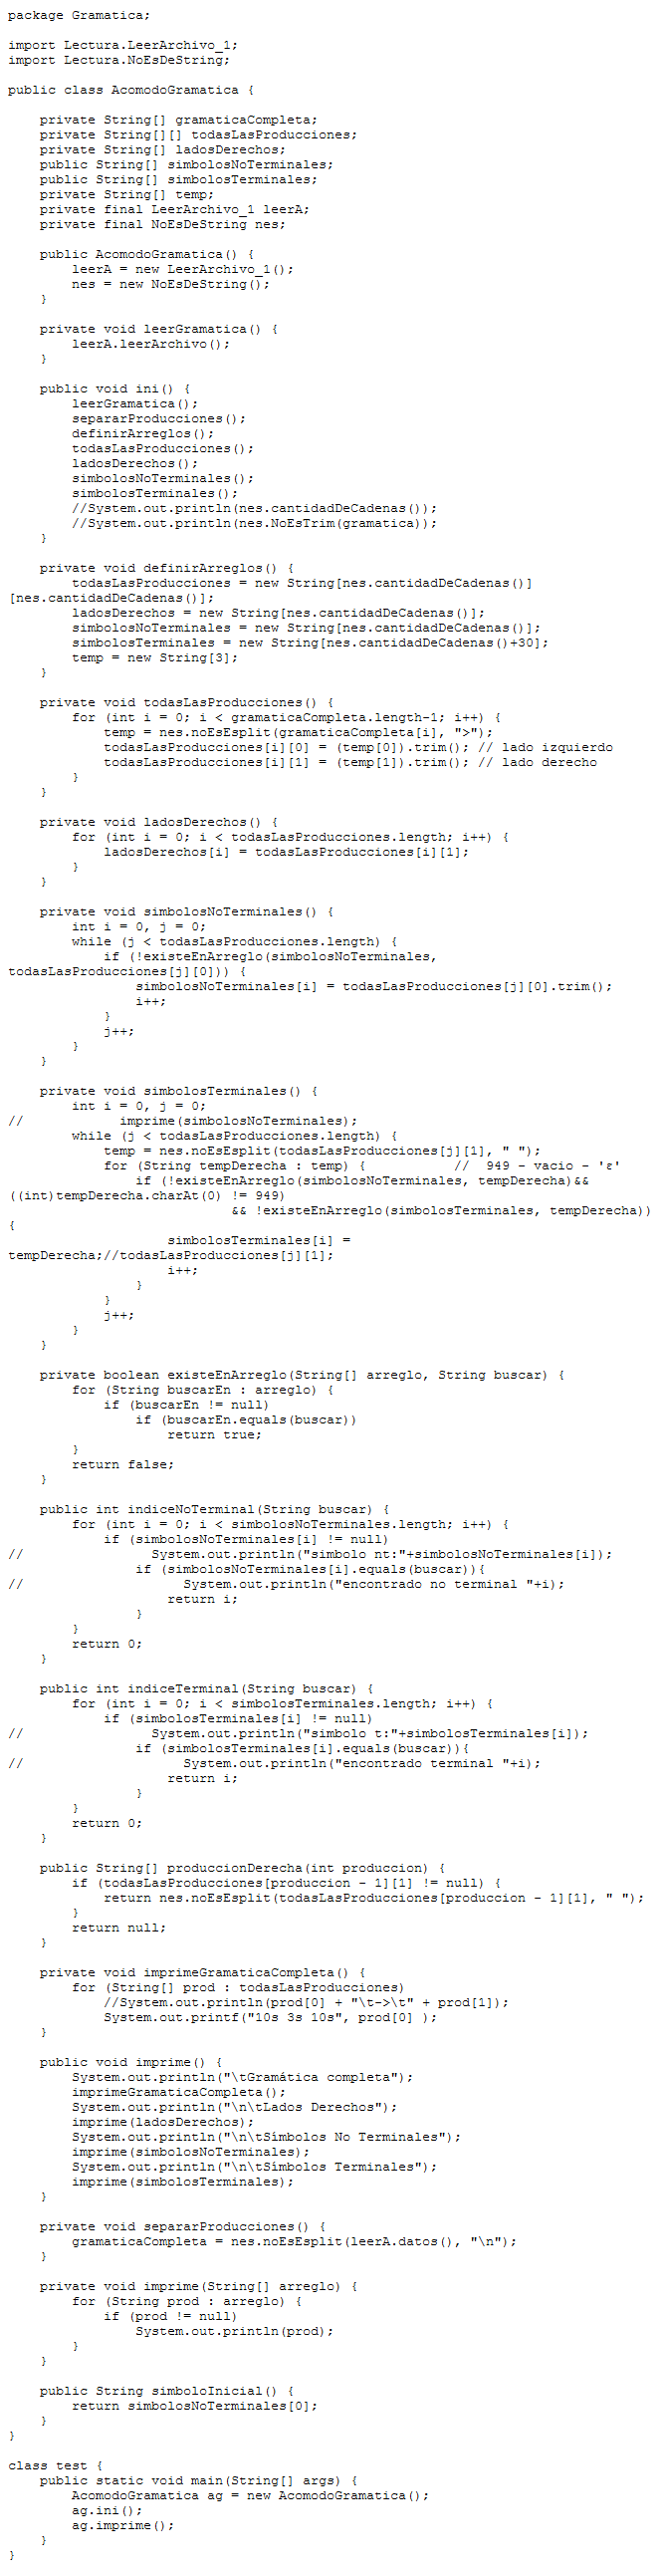 package Gramatica;

import Lectura.LeerArchivo_1;
import Lectura.NoEsDeString;

public class AcomodoGramatica {

    private String[] gramaticaCompleta;
    private String[][] todasLasProducciones;
    private String[] ladosDerechos;
    public String[] simbolosNoTerminales;
    public String[] simbolosTerminales;
    private String[] temp;
    private final LeerArchivo_1 leerA;
    private final NoEsDeString nes;

    public AcomodoGramatica() {
        leerA = new LeerArchivo_1();
        nes = new NoEsDeString();
    }

    private void leerGramatica() {
        leerA.leerArchivo();
    }

    public void ini() {
        leerGramatica();
        separarProducciones();
        definirArreglos();
        todasLasProducciones();
        ladosDerechos();
        simbolosNoTerminales();
        simbolosTerminales();
        //System.out.println(nes.cantidadDeCadenas());
        //System.out.println(nes.NoEsTrim(gramatica));
    }

    private void definirArreglos() {
        todasLasProducciones = new String[nes.cantidadDeCadenas()]
[nes.cantidadDeCadenas()];
        ladosDerechos = new String[nes.cantidadDeCadenas()];
        simbolosNoTerminales = new String[nes.cantidadDeCadenas()];
        simbolosTerminales = new String[nes.cantidadDeCadenas()+30];
        temp = new String[3];
    }

    private void todasLasProducciones() {
        for (int i = 0; i < gramaticaCompleta.length-1; i++) {
            temp = nes.noEsEsplit(gramaticaCompleta[i], ">");
            todasLasProducciones[i][0] = (temp[0]).trim(); // lado izquierdo
            todasLasProducciones[i][1] = (temp[1]).trim(); // lado derecho
        }
    }

    private void ladosDerechos() {
        for (int i = 0; i < todasLasProducciones.length; i++) {
            ladosDerechos[i] = todasLasProducciones[i][1];
        }
    }

    private void simbolosNoTerminales() {
        int i = 0, j = 0;
        while (j < todasLasProducciones.length) {
            if (!existeEnArreglo(simbolosNoTerminales,
todasLasProducciones[j][0])) {
                simbolosNoTerminales[i] = todasLasProducciones[j][0].trim();
                i++;
            }
            j++;
        }
    }

    private void simbolosTerminales() {
        int i = 0, j = 0;
//            imprime(simbolosNoTerminales);
        while (j < todasLasProducciones.length) {
            temp = nes.noEsEsplit(todasLasProducciones[j][1], " ");
            for (String tempDerecha : temp) {           //  949 - vacio - 'ε'
                if (!existeEnArreglo(simbolosNoTerminales, tempDerecha)&&
((int)tempDerecha.charAt(0) != 949)
                            && !existeEnArreglo(simbolosTerminales, tempDerecha))
{
                    simbolosTerminales[i] =
tempDerecha;//todasLasProducciones[j][1];
                    i++;
                }
            }
            j++;
        }
    }

    private boolean existeEnArreglo(String[] arreglo, String buscar) {
        for (String buscarEn : arreglo) {
            if (buscarEn != null)
                if (buscarEn.equals(buscar))
                    return true;
        }
        return false;
    }

    public int indiceNoTerminal(String buscar) {
        for (int i = 0; i < simbolosNoTerminales.length; i++) {
            if (simbolosNoTerminales[i] != null)
//                System.out.println("simbolo nt:"+simbolosNoTerminales[i]);
                if (simbolosNoTerminales[i].equals(buscar)){
//                    System.out.println("encontrado no terminal "+i);
                    return i;
                }
        }
        return 0;
    }

    public int indiceTerminal(String buscar) {
        for (int i = 0; i < simbolosTerminales.length; i++) {
            if (simbolosTerminales[i] != null)
//                System.out.println("simbolo t:"+simbolosTerminales[i]);
                if (simbolosTerminales[i].equals(buscar)){
//                    System.out.println("encontrado terminal "+i);
                    return i;
                }
        }
        return 0;
    }

    public String[] produccionDerecha(int produccion) {
        if (todasLasProducciones[produccion - 1][1] != null) {
            return nes.noEsEsplit(todasLasProducciones[produccion - 1][1], " ");
        }
        return null;
    }

    private void imprimeGramaticaCompleta() {
        for (String[] prod : todasLasProducciones)
            //System.out.println(prod[0] + "\t->\t" + prod[1]);
            System.out.printf("10s 3s 10s", prod[0] );
    }

    public void imprime() {
        System.out.println("\tGramática completa");
        imprimeGramaticaCompleta();
        System.out.println("\n\tLados Derechos");
        imprime(ladosDerechos);
        System.out.println("\n\tSímbolos No Terminales");
        imprime(simbolosNoTerminales);
        System.out.println("\n\tSímbolos Terminales");
        imprime(simbolosTerminales);
    }

    private void separarProducciones() {
        gramaticaCompleta = nes.noEsEsplit(leerA.datos(), "\n");
    }

    private void imprime(String[] arreglo) {
        for (String prod : arreglo) {
            if (prod != null)
                System.out.println(prod);
        }
    }

    public String simboloInicial() {
        return simbolosNoTerminales[0];
    }
}

class test {
    public static void main(String[] args) {
        AcomodoGramatica ag = new AcomodoGramatica();
        ag.ini();
        ag.imprime();
    }
}